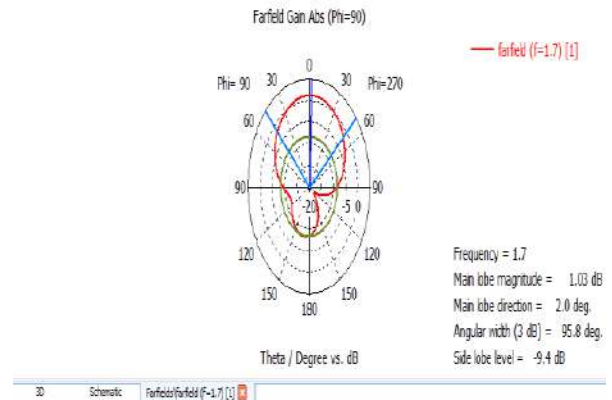 Farfield Gain Abs (Phi=90)
farfield (f=1.7) [1]
0
Phi= 90 30 30 Phi=270
60 60
90 -20 -5 0 90
120 120
150 150
180
Frequency = 1.7
Main lobe magnitude = 1.03 dB
Main lobe direction = 2.0 deg.
Angular width (3 dB) = 95.8 deg.
Side lobe level = -9.4 dB
Theta / Degree vs. dB
3D Schematic Farfields\farfield (f=1.7) [1]